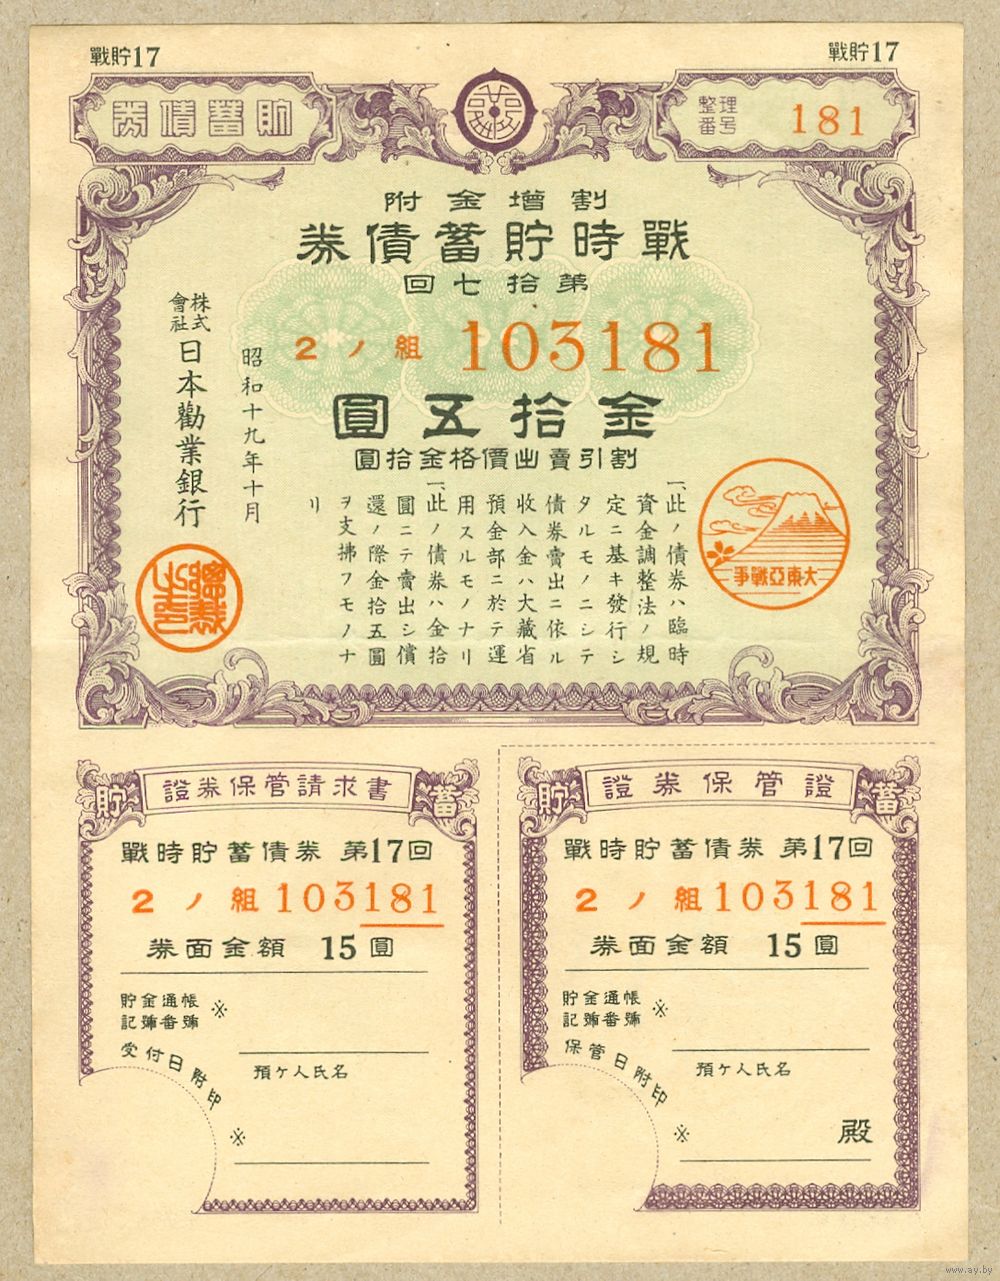 戰貯17
戰貯17
貯蓄債券
整理
番号
181
割增金附
戰時貯蓄債券
第拾七回
2ノ組 103181
金拾五圓
割引賣出價格金拾圓
一、此ノ債券ハ臨時
資金調整法ノ規
定ニ基キ發行シ
タルモノニシテ
債券賣出ニ依ル
收入金ハ大藏省
預金部ニ於テ運
用スルモノナリ
一、此ノ債券ハ金拾
圓ニテ賣出シ償
還ノ際金拾五圓
ヲ支拂フモノナ
リ
昭和十九年十月
株式
會社
日本勸業銀行
大東亞戰爭
貯
證券保管請求書
蓄
戰時貯蓄債券 第17回
2ノ組 103181
券面金額 15圓
貯金通帳
記號番號
※
受付日附印
預ケ人氏名
※
貯
證券保管證
蓄
戰時貯蓄債券 第17回
2ノ組 103181
券面金額 15圓
貯金通帳
記號番號
※
保管日附印
預ケ人氏名
※
殿
www.ay.by